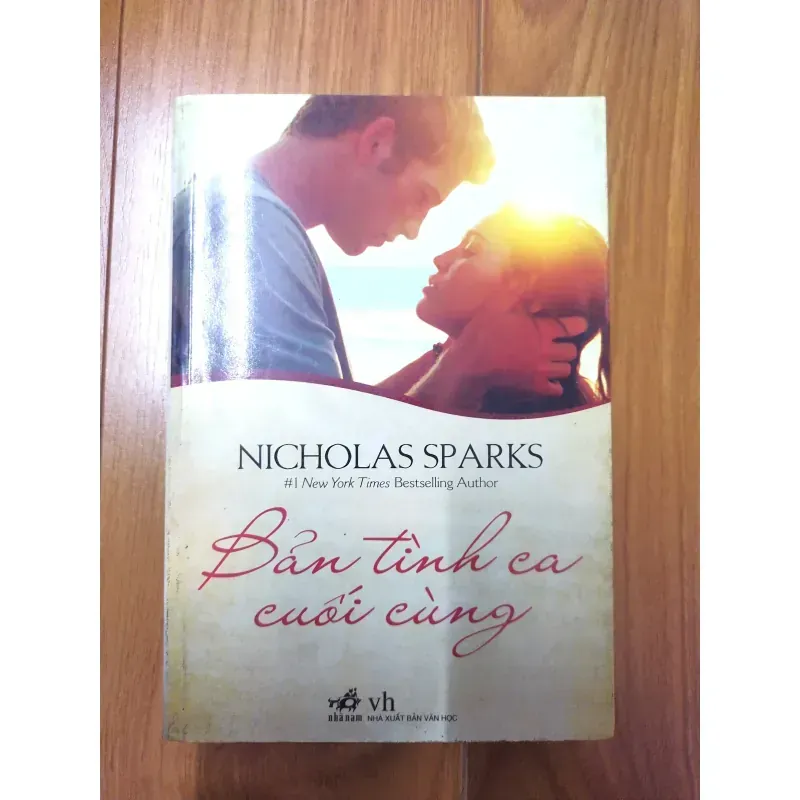 NICHOLAS SPARKS
#1 New York Times Bestselling Author
Bản tình ca
cuối cùng
nhã nam
vh
NHÀ XUẤT BẢN VĂN HỌC